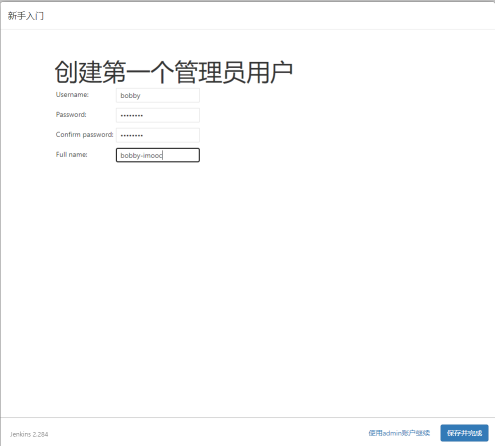 新手入门
创建第一个管理员用户
Username: bobby
Password: ••••••••
Confirm password: ••••••••
Full name: bobby-imooc
Jenkins 2.284 使用admin账户继续 保存并完成